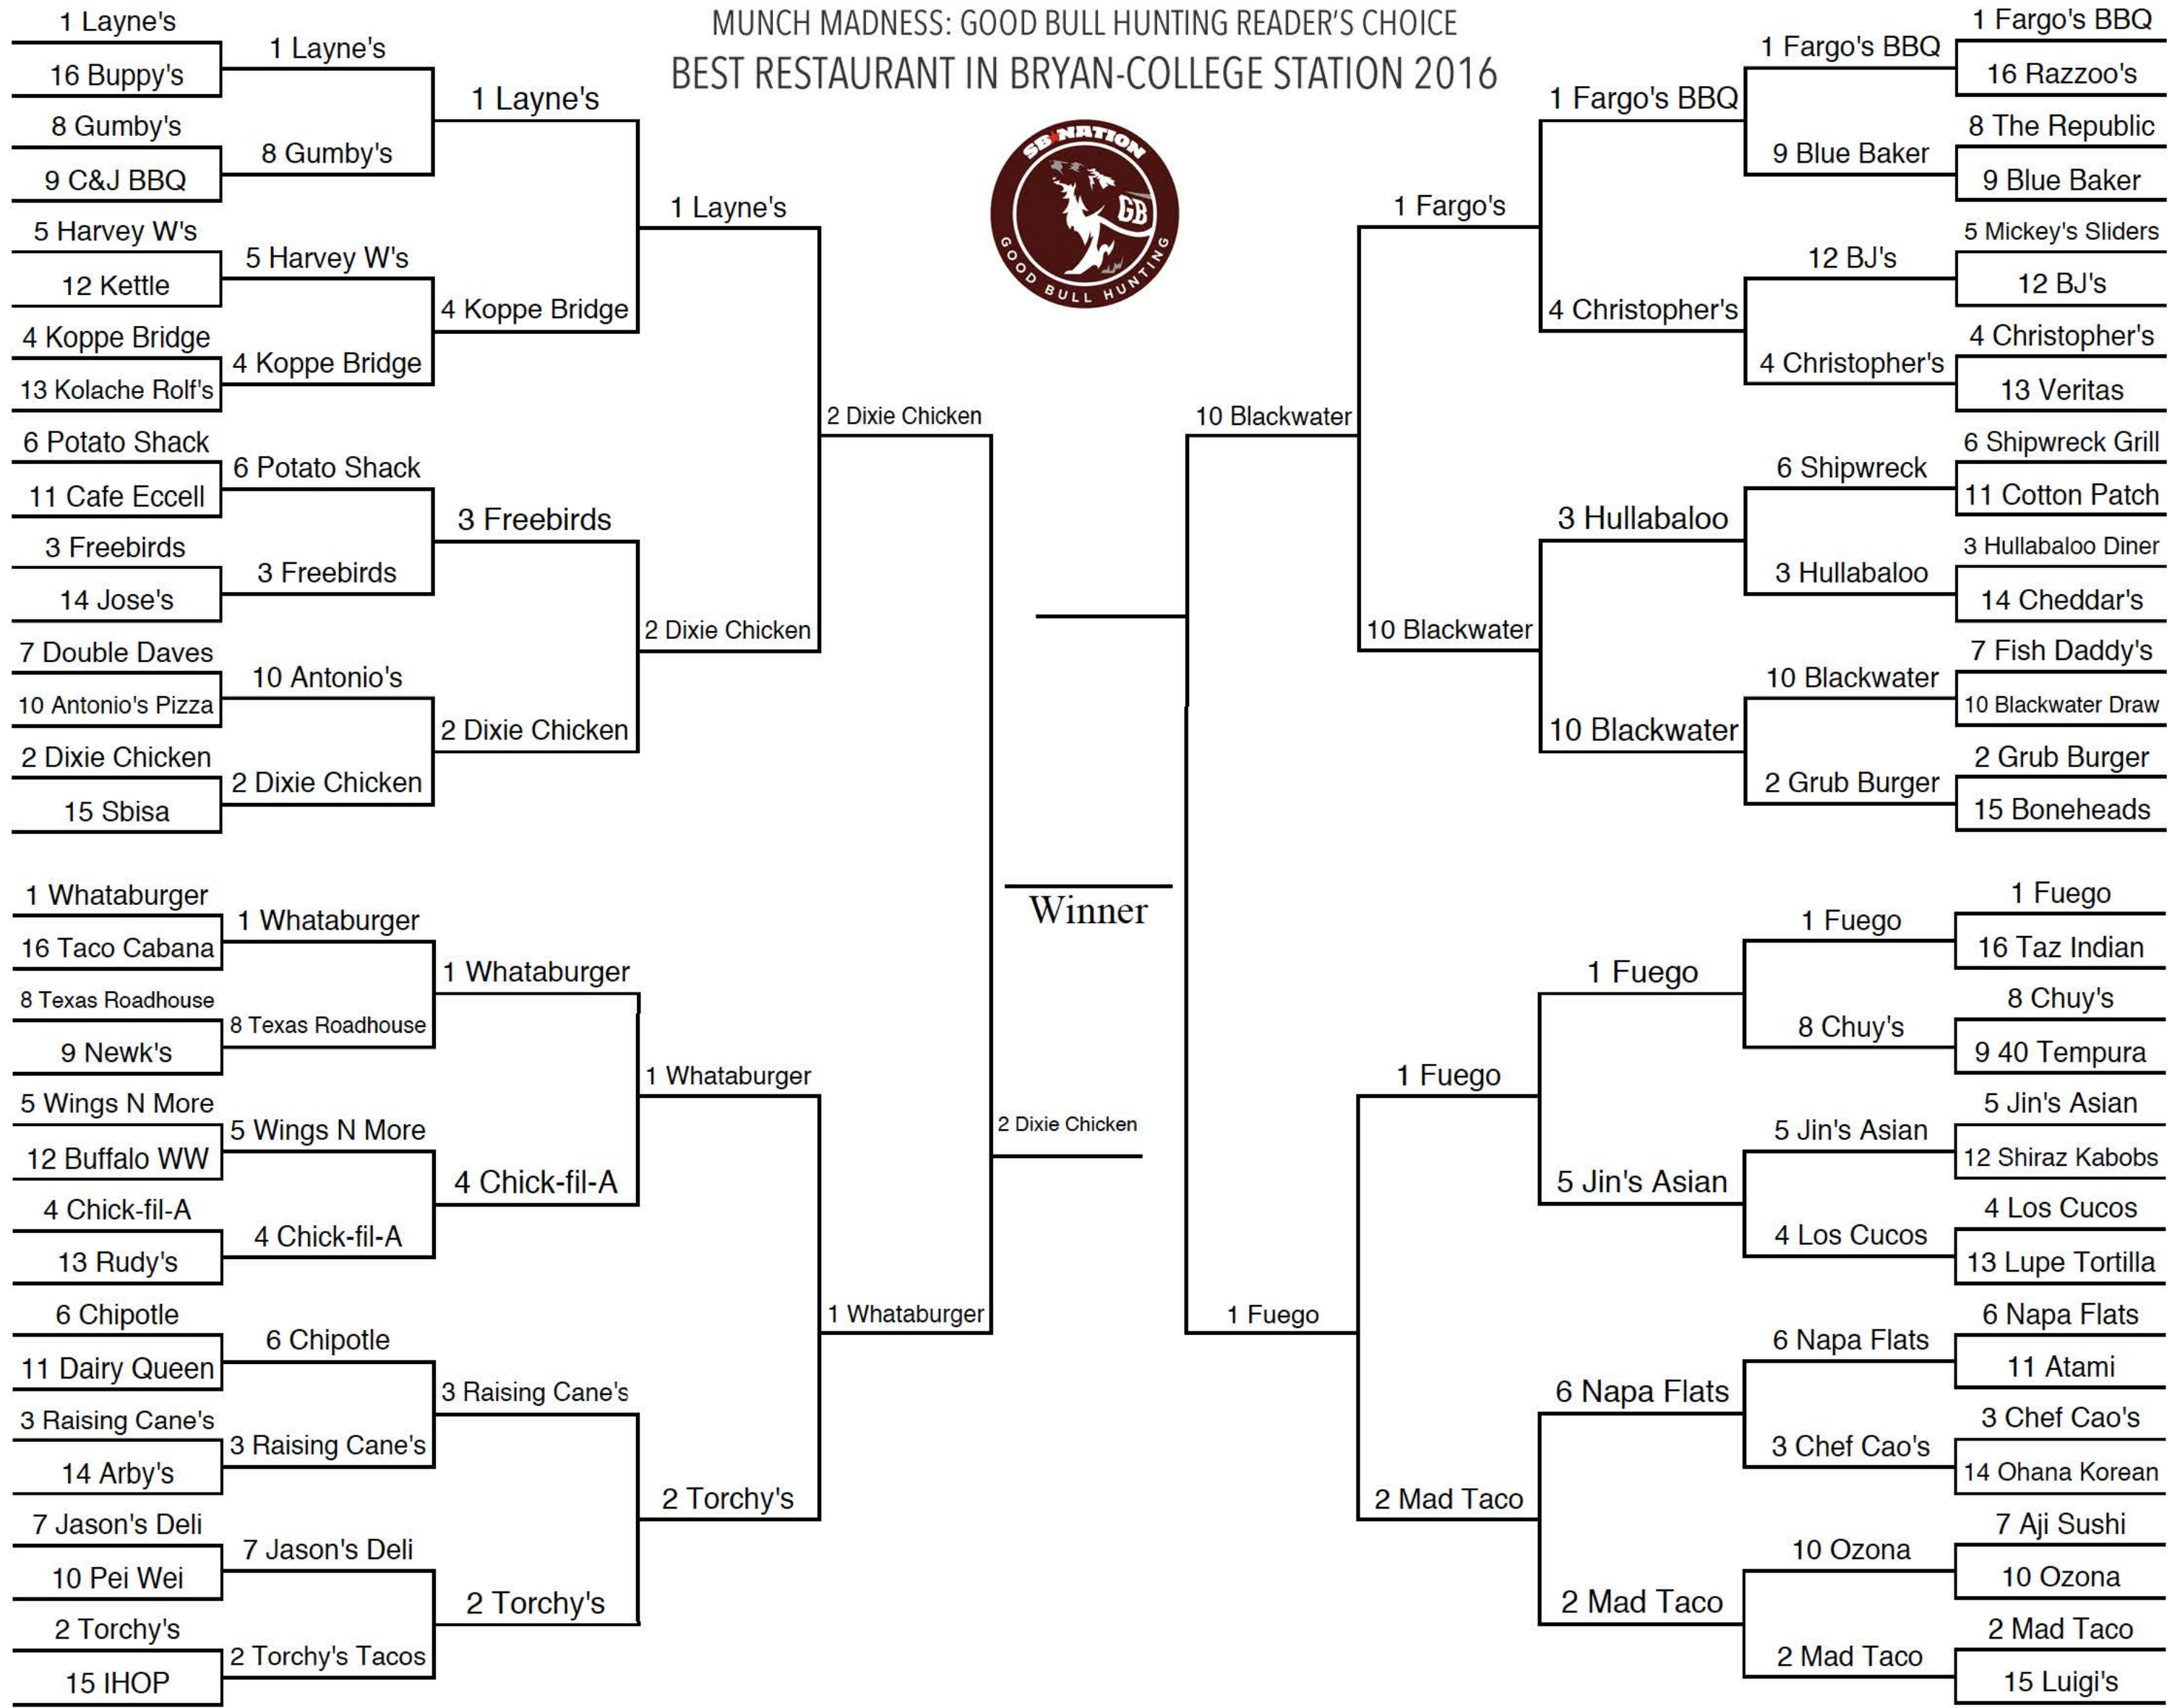 MUNCH MADNESS: GOOD BULL HUNTING READER'S CHOICE
BEST RESTAURANT IN BRYAN-COLLEGE STATION 2016
SB NATION
GB
GOOD BULL HUNTING
1 Layne's
16 Buppy's
8 Gumby's
9 C&J BBQ
5 Harvey W's
12 Kettle
4 Koppe Bridge
13 Kolache Rolf's
6 Potato Shack
11 Cafe Eccell
3 Freebirds
14 Jose's
7 Double Daves
10 Antonio's Pizza
2 Dixie Chicken
15 Sbisa
1 Layne's
8 Gumby's
5 Harvey W's
4 Koppe Bridge
6 Potato Shack
3 Freebirds
10 Antonio's
2 Dixie Chicken
1 Layne's
4 Koppe Bridge
3 Freebirds
2 Dixie Chicken
1 Layne's
2 Dixie Chicken
2 Dixie Chicken
1 Whataburger
16 Taco Cabana
8 Texas Roadhouse
9 Newk's
5 Wings N More
12 Buffalo WW
4 Chick-fil-A
13 Rudy's
6 Chipotle
11 Dairy Queen
3 Raising Cane's
14 Arby's
7 Jason's Deli
10 Pei Wei
2 Torchy's
15 IHOP
1 Whataburger
8 Texas Roadhouse
5 Wings N More
4 Chick-fil-A
6 Chipotle
3 Raising Cane's
7 Jason's Deli
2 Torchy's Tacos
1 Whataburger
4 Chick-fil-A
3 Raising Cane's
2 Torchy's
1 Whataburger
2 Torchy's
1 Whataburger
2 Dixie Chicken
Winner
10 Blackwater
1 Fargo's
10 Blackwater
1 Fargo's BBQ
4 Christopher's
3 Hullabaloo
10 Blackwater
1 Fargo's BBQ
9 Blue Baker
12 BJ's
4 Christopher's
6 Shipwreck
3 Hullabaloo
10 Blackwater
2 Grub Burger
1 Fargo's BBQ
16 Razzoo's
8 The Republic
9 Blue Baker
5 Mickey's Sliders
12 BJ's
4 Christopher's
13 Veritas
6 Shipwreck Grill
11 Cotton Patch
3 Hullabaloo Diner
14 Cheddar's
7 Fish Daddy's
10 Blackwater Draw
2 Grub Burger
15 Boneheads
1 Fuego
1 Fuego
2 Mad Taco
1 Fuego
5 Jin's Asian
6 Napa Flats
2 Mad Taco
1 Fuego
8 Chuy's
5 Jin's Asian
4 Los Cucos
6 Napa Flats
3 Chef Cao's
10 Ozona
2 Mad Taco
1 Fuego
16 Taz Indian
8 Chuy's
9 40 Tempura
5 Jin's Asian
12 Shiraz Kabobs
4 Los Cucos
13 Lupe Tortilla
6 Napa Flats
11 Atami
3 Chef Cao's
14 Ohana Korean
7 Aji Sushi
10 Ozona
2 Mad Taco
15 Luigi's